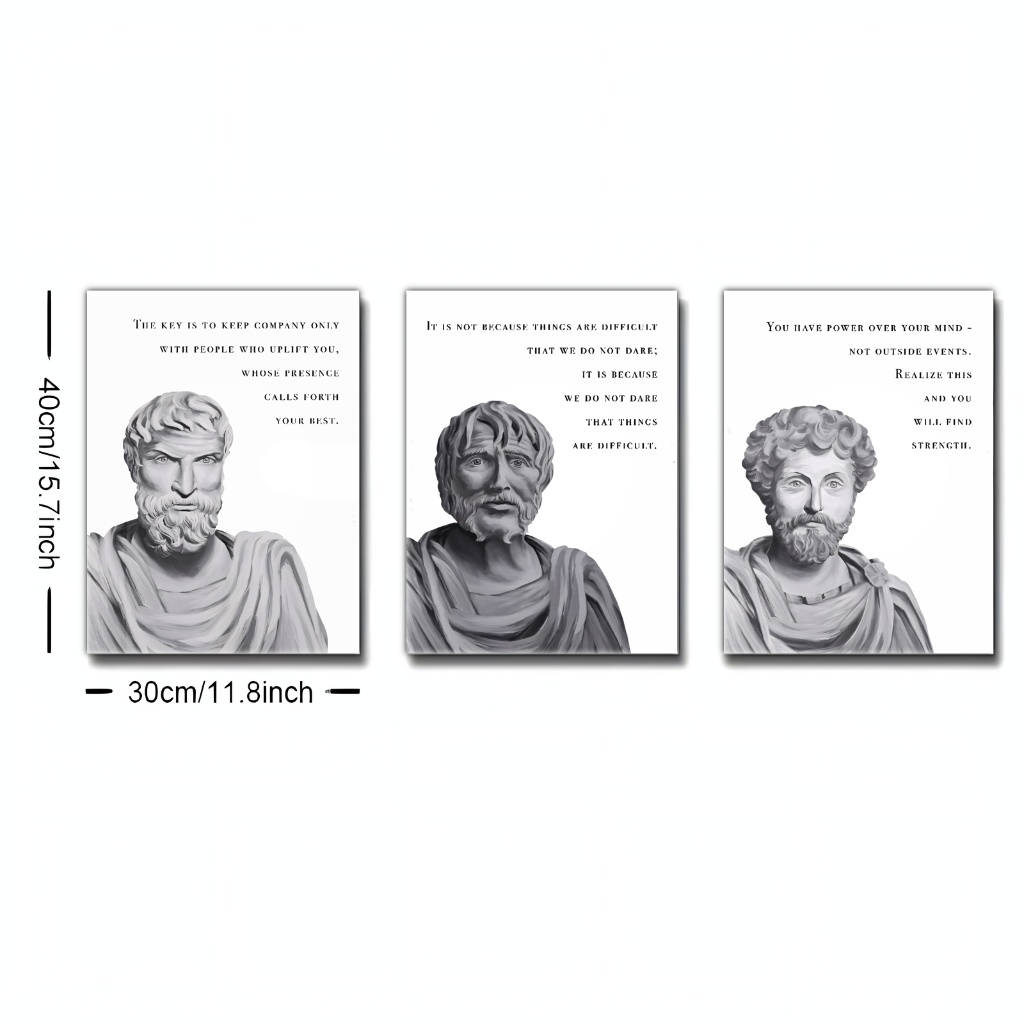 The key is to keep company only
with people who uplift you,
whose presence
calls forth
your best.
It is not because things are difficult
that we do not dare;
it is because
we do not dare
that things
are difficult.
You have power over your mind -
not outside events.
Realize this
and you
will find
strength.
40cm/15.7inch
30cm/11.8inch